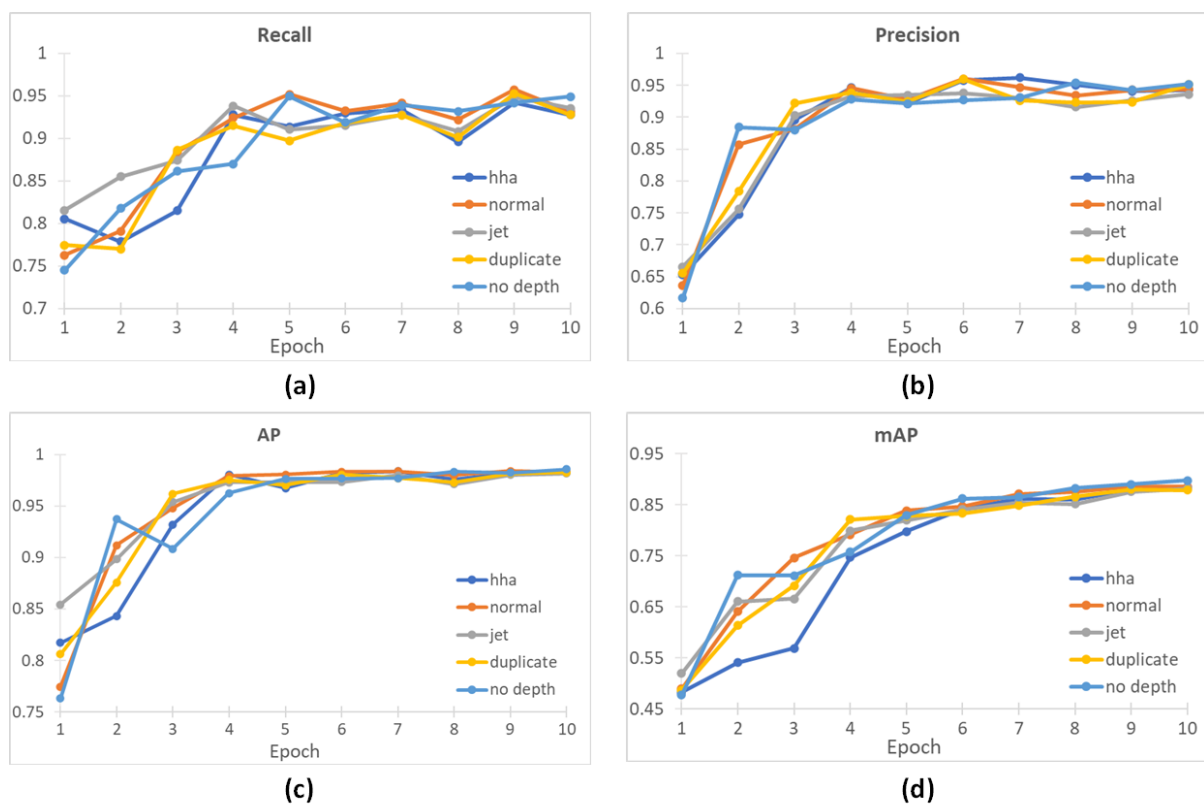 Recall
1
0.95
0.9
0.85
0.8
0.75
0.7
hha
normal
jet
duplicate
no depth
1 2 3 4 5 6 7 8 9 10
Epoch
(a)
Precision
1
0.95
0.9
0.85
0.8
0.75
0.7
0.65
0.6
hha
normal
jet
duplicate
no depth
1 2 3 4 5 6 7 8 9 10
Epoch
(b)
AP
1
0.95
0.9
0.85
0.8
0.75
hha
normal
jet
duplicate
no depth
1 2 3 4 5 6 7 8 9 10
Epoch
(c)
mAP
0.95
0.85
0.75
0.65
0.55
0.45
hha
normal
jet
duplicate
no depth
1 2 3 4 5 6 7 8 9 10
Epoch
(d)